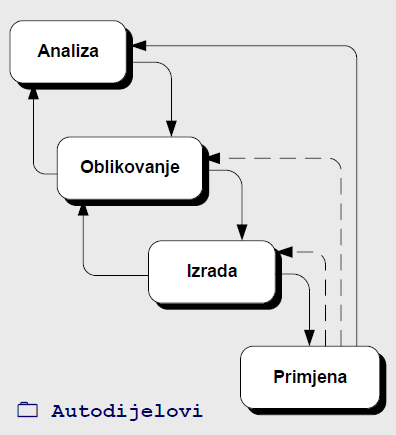 Analiza
Oblikovanje
Izrada
Primjena
Autodijelovi